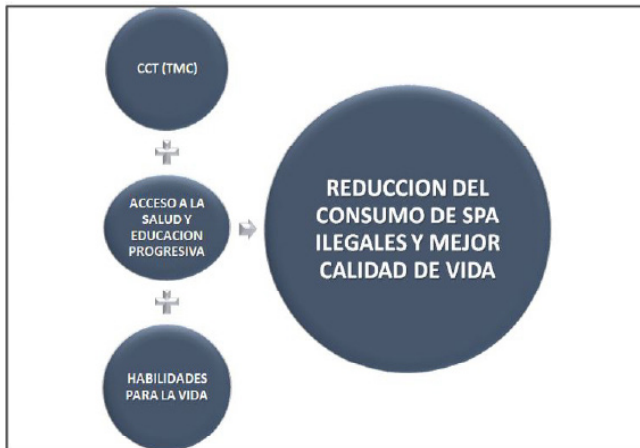 CCT (TMC)
ACCESO A LA
SALUD Y
EDUCACION
PROGRESIVA
HABILIDADES
PARA LA VIDA
REDUCCION DEL
CONSUMO DE SPA
ILEGALES Y MEJOR
CALIDAD DE VIDA